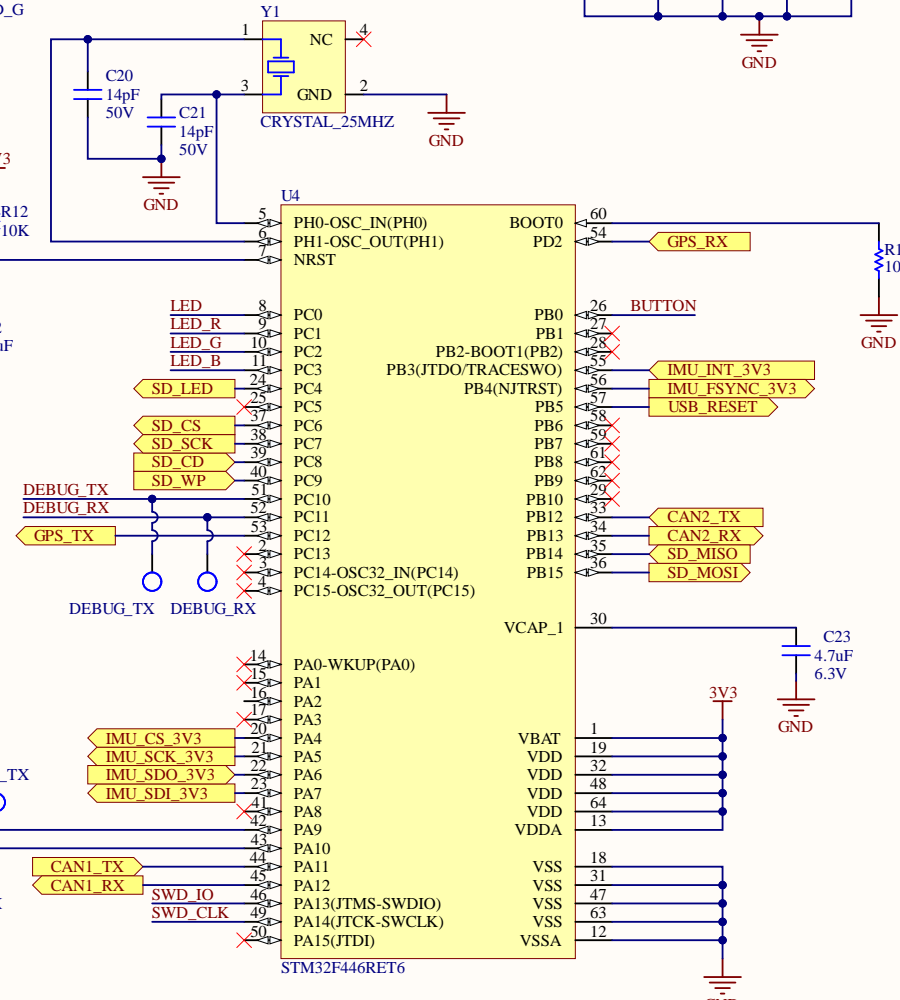 D_G
Y1
1
NC
4
C20
14pF
50V
3
GND
2
C21
14pF
50V
CRYSTAL_25MHZ
GND
GND
GND
R12
10K
U4
5
PH0-OSC_IN(PH0)
6
PH1-OSC_OUT(PH1)
7
NRST
LED
8
PC0
LED_R
9
PC1
LED_G
10
PC2
LED_B
11
PC3
SD_LED
24
PC4
25
PC5
SD_CS
37
PC6
SD_SCK
38
PC7
SD_CD
39
PC8
SD_WP
40
PC9
DEBUG_TX
51
PC10
DEBUG_RX
52
PC11
GPS_TX
53
PC12
2
PC13
3
PC14-OSC32_IN(PC14)
4
PC15-OSC32_OUT(PC15)
DEBUG_TX
DEBUG_RX
14
PA0-WKUP(PA0)
15
PA1
16
PA2
17
PA3
IMU_CS_3V3
20
PA4
IMU_SCK_3V3
21
PA5
IMU_SDO_3V3
22
PA6
IMU_SDI_3V3
23
PA7
41
PA8
_TX
42
PA9
43
PA10
CAN1_TX
44
PA11
CAN1_RX
45
PA12
SWD_IO
46
PA13(JTMS-SWDIO)
SWD_CLK
49
PA14(JTCK-SWCLK)
50
PA15(JTDI)
BOOT0
60
PD2
54
GPS_RX
R1
10
GND
PB0
26
BUTTON
PB1
27
PB2-BOOT1(PB2)
28
PB3(JTDO/TRACESWO)
55
IMU_INT_3V3
PB4(NJTRST)
56
IMU_FSYNC_3V3
PB5
57
USB_RESET
PB6
58
PB7
59
PB8
61
PB9
62
PB10
29
PB12
33
CAN2_TX
PB13
34
CAN2_RX
PB14
35
SD_MISO
PB15
36
SD_MOSI
VCAP_1
30
C23
4.7uF
6.3V
GND
3V3
VBAT
1
VDD
19
VDD
32
VDD
48
VDD
64
VDDA
13
VSS
18
VSS
31
VSS
47
VSS
63
VSSA
12
STM32F446RET6